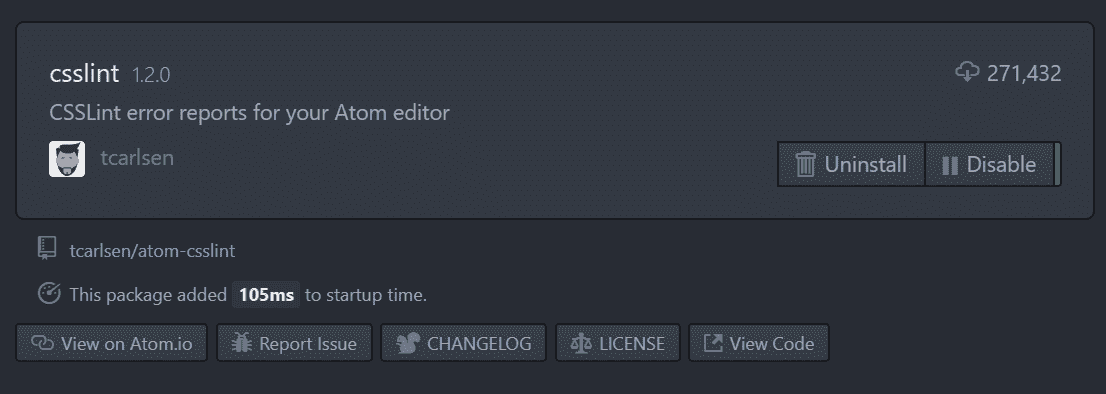 csslint 1.2.0 271,432
CSSLint error reports for your Atom editor
tcarlsen Uninstall Disable
tcarlsen/atom-csslint
This package added 105ms to startup time.
View on Atom.io Report Issue CHANGELOG LICENSE View Code